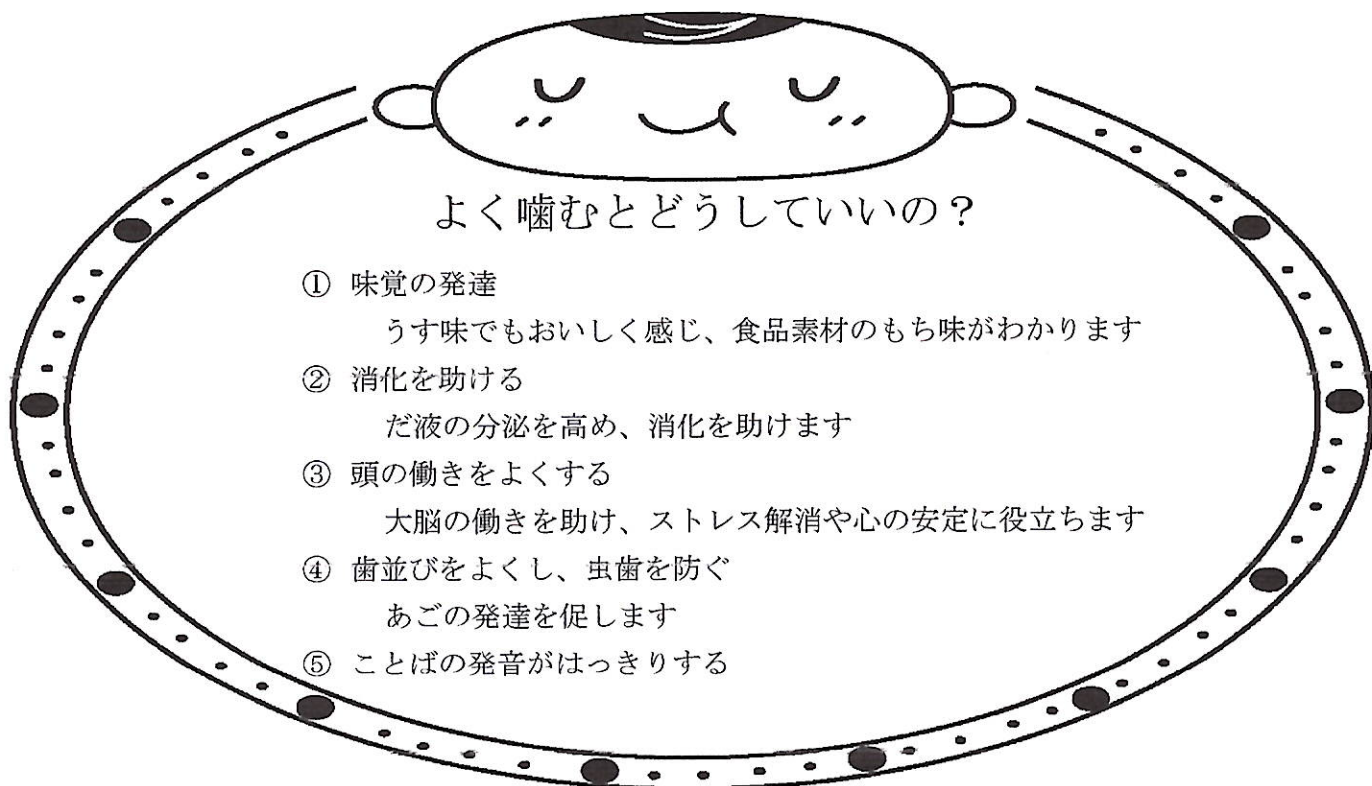 よく噛むとどうしていいの？
① 味覚の発達
うす味でもおいしく感じ、食品素材のもち味がわかります
② 消化を助ける
だ液の分泌を高め、消化を助けます
③ 頭の働きをよくする
大脳の働きを助け、ストレス解消や心の安定に役立ちます
④ 歯並びをよくし、虫歯を防ぐ
あごの発達を促します
⑤ ことばの発音がはっきりする